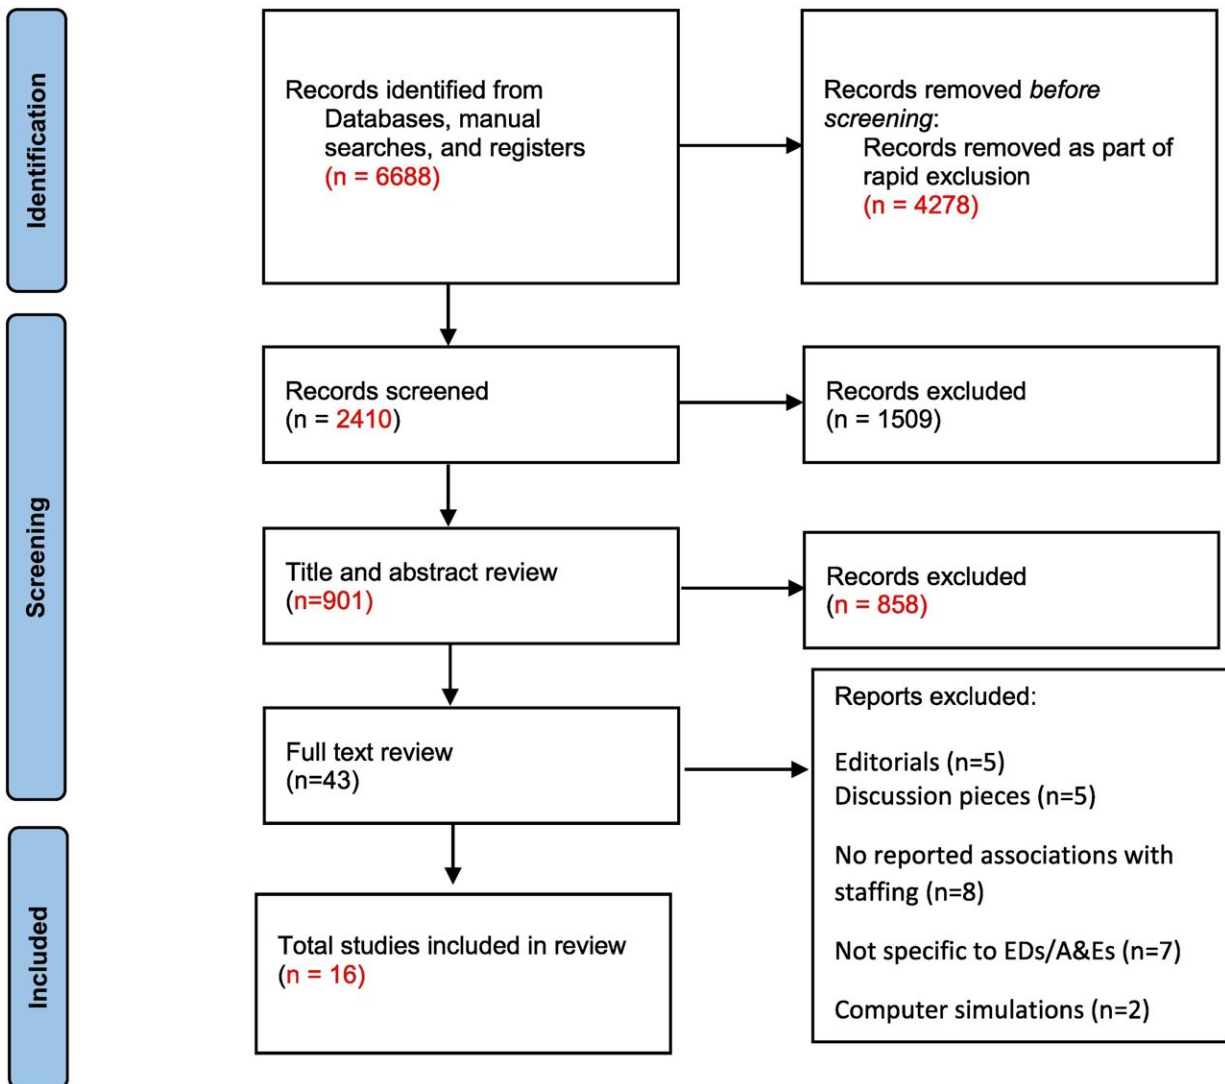 Identification
Records identified from
Databases, manual
searches, and registers
(n = 6688)
Records removed before
screening:
Records removed as part of
rapid exclusion
(n = 4278)
Screening
Records screened
(n = 2410)
Records excluded
(n = 1509)
Title and abstract review
(n=901)
Records excluded
(n = 858)
Full text review
(n=43)
Reports excluded:
Editorials (n=5)
Discussion pieces (n=5)
No reported associations with
staffing (n=8)
Not specific to EDs/A&Es (n=7)
Computer simulations (n=2)
Included
Total studies included in review
(n = 16)